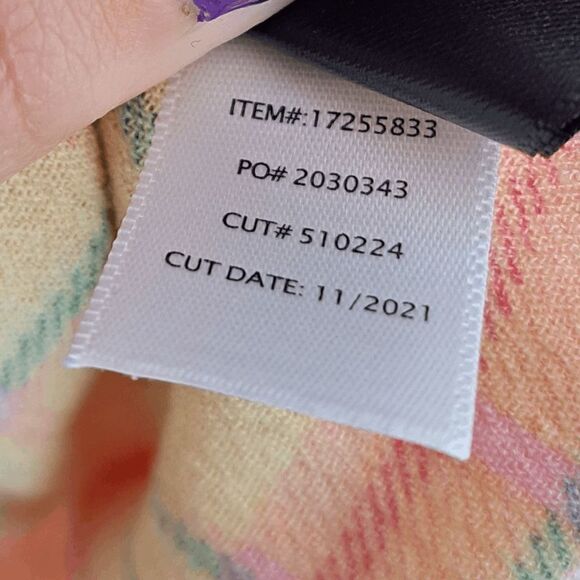 ITEM#:17255833
PO# 2030343
CUT# 510224
CUT DATE: 11/2021